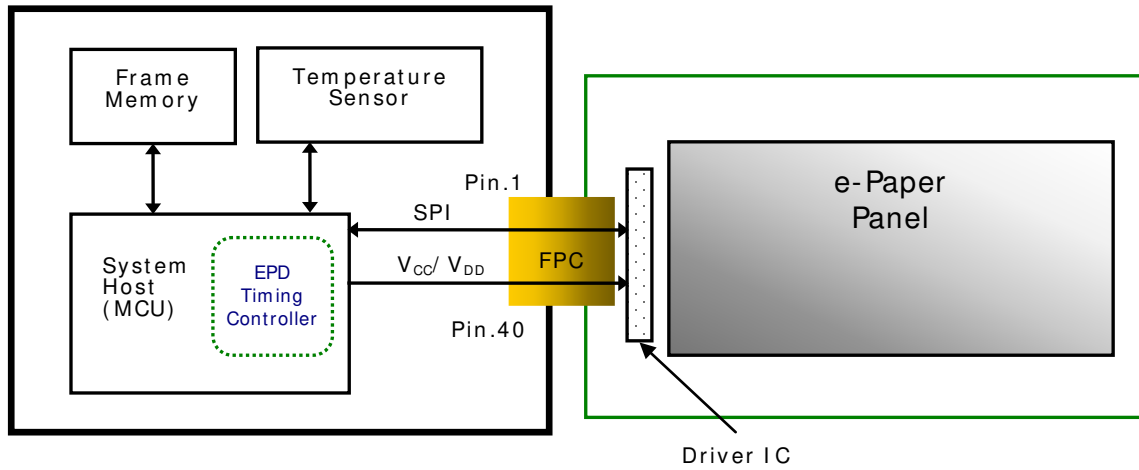 Frame
Memory
Temperature
Sensor
Pin.1
SPI
System
Host
(MCU)
EPD
Timing
Controller
VCC/ VDD
FPC
Pin.40
e-Paper
Panel
Driver IC